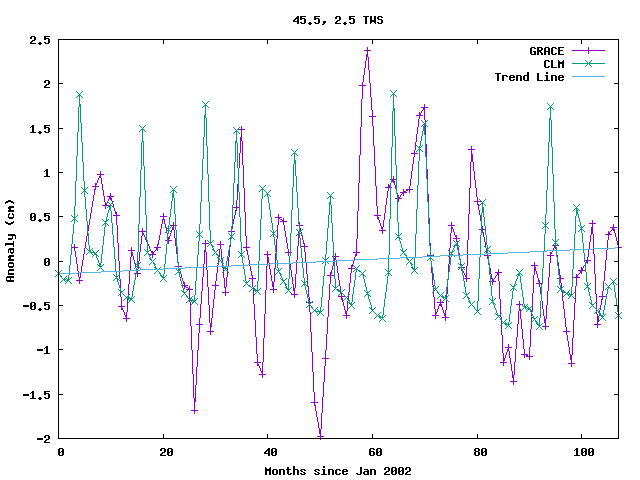 45.5, 2.5 TWS
GRACE
CLM
Trend Line
2.5
2
1.5
1
0.5
0
-0.5
-1
-1.5
-2
Anomaly (cm)
0 20 40 60 80 100
Months since Jan 2002